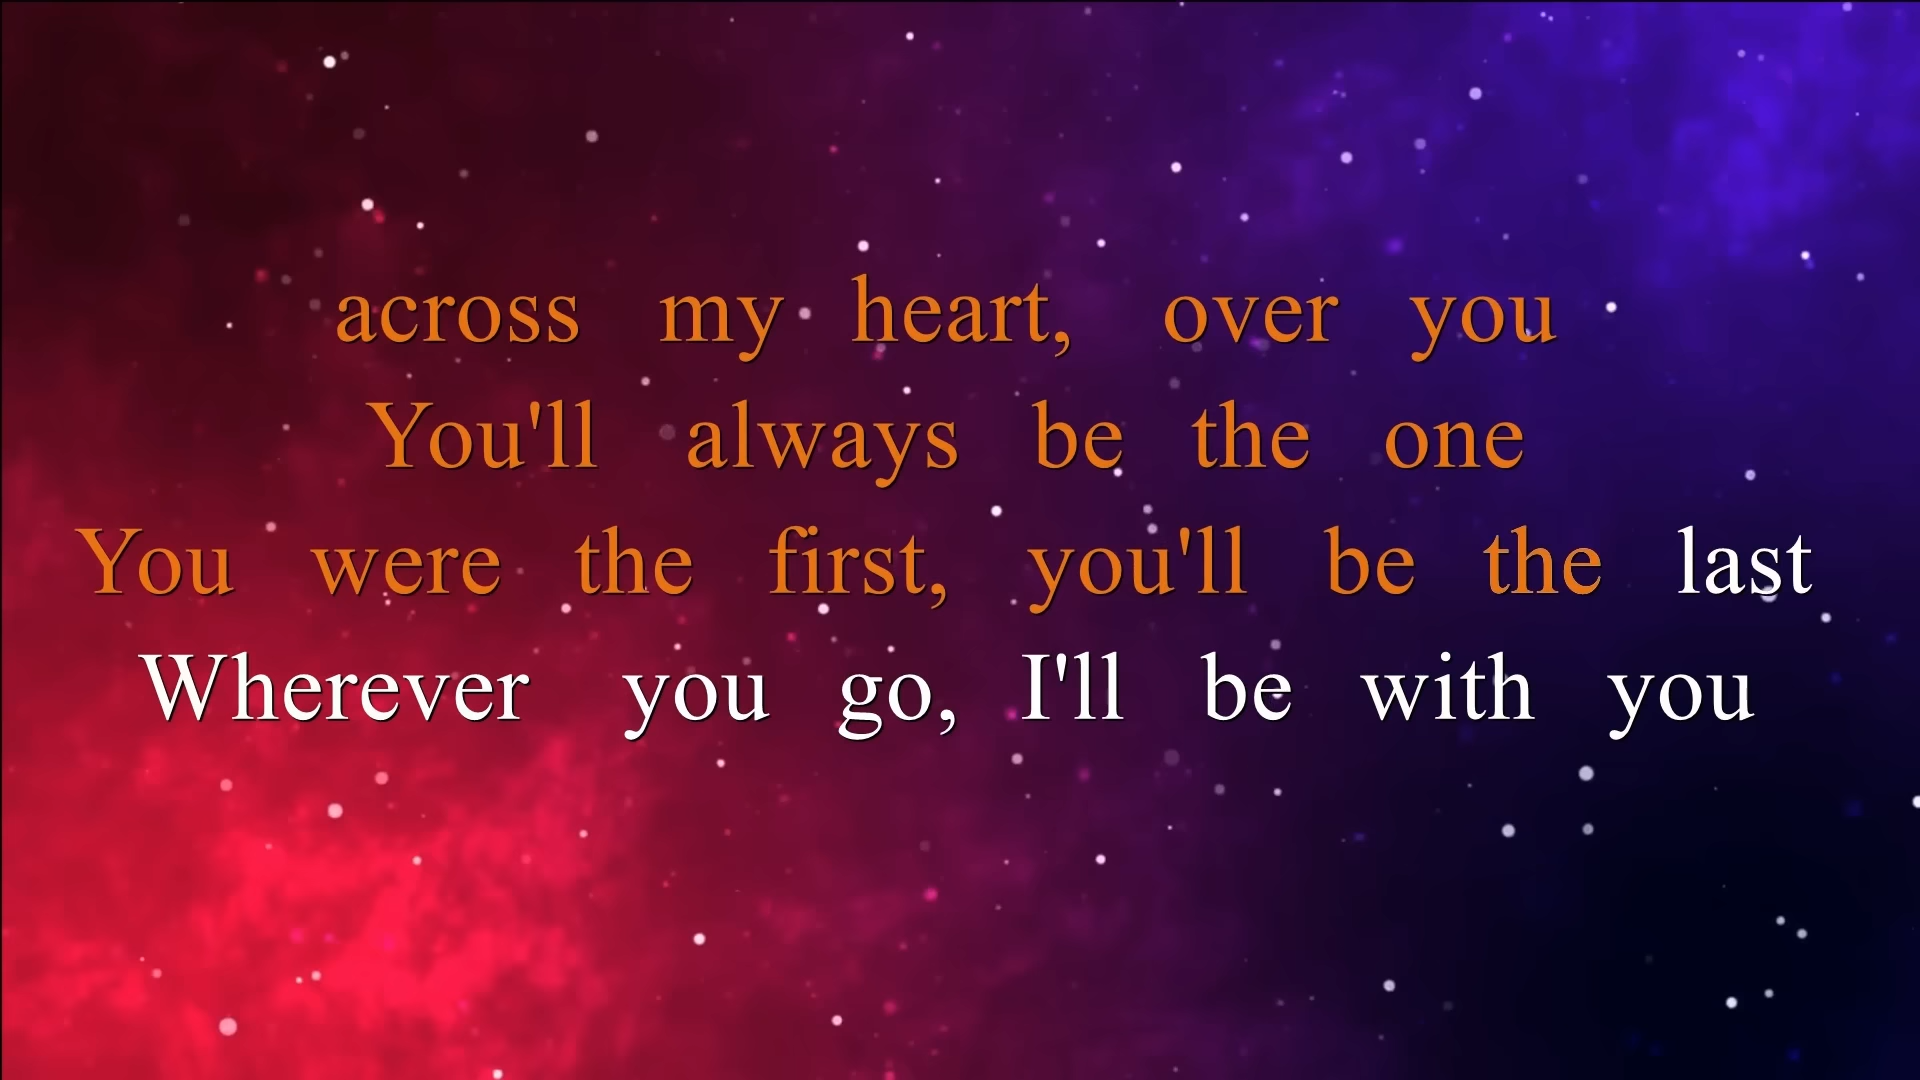 across my heart, over you
You'll always be the one
You were the first, you'll be the last
Wherever you go, I'll be with you